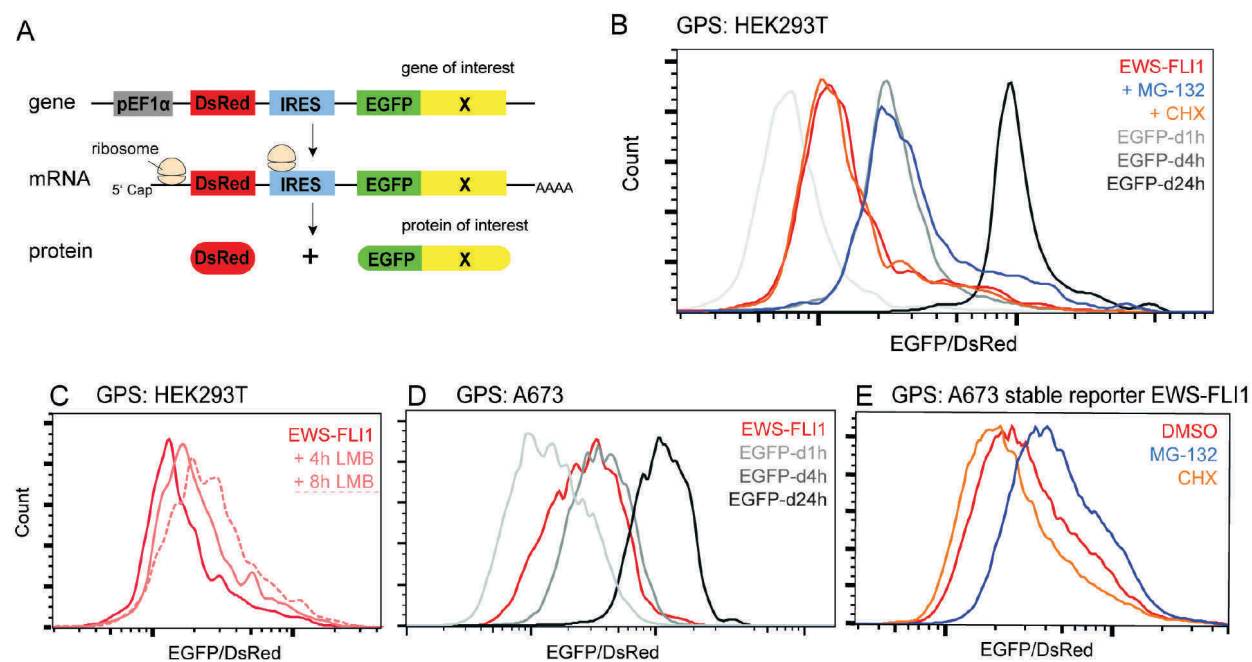 A
gene of interest
gene
pEF1α
DsRed
IRES
EGFP
X
ribosome
mRNA
5' Cap
DsRed
IRES
EGFP
X
AAAA
protein of interest
protein
DsRed
+
EGFP
X
B
GPS: HEK293T
EWS-FLI1
+ MG-132
+ CHX
EGFP-d1h
EGFP-d4h
EGFP-d24h
Count
EGFP/DsRed
C
GPS: HEK293T
EWS-FLI1
+ 4h LMB
+ 8h LMB
Count
EGFP/DsRed
D
GPS: A673
EWS-FLI1
EGFP-d1h
EGFP-d4h
EGFP-d24h
EGFP/DsRed
E
GPS: A673 stable reporter EWS-FLI1
DMSO
MG-132
CHX
EGFP/DsRed